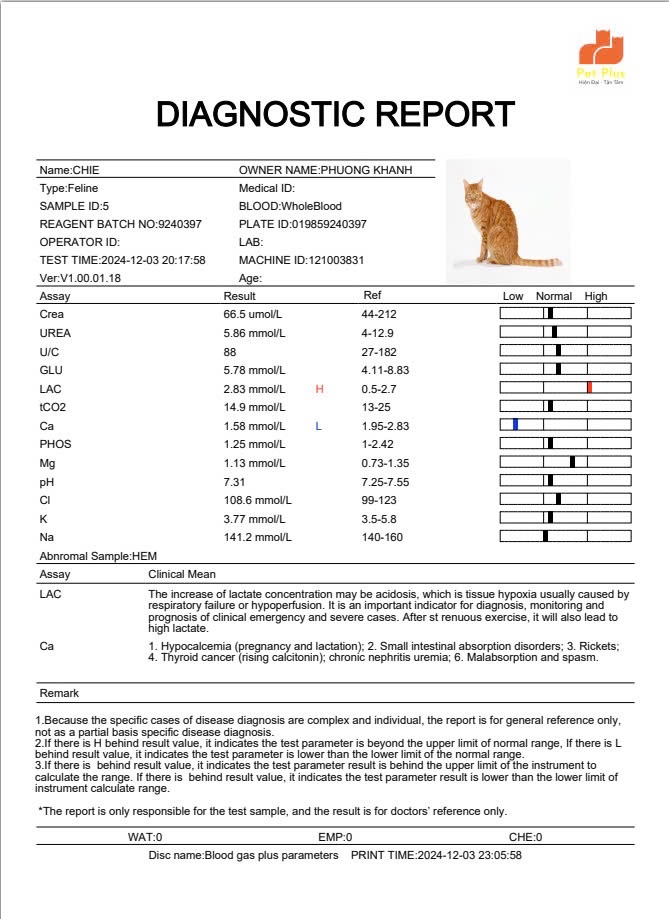 Pet Plus
Hiện Đại - Tận Tâm
DIAGNOSTIC REPORT
Name:CHIE OWNER NAME:PHUONG KHANH
Type:Feline Medical ID:
SAMPLE ID:5 BLOOD:WholeBlood
REAGENT BATCH NO:9240397 PLATE ID:019859240397
OPERATOR ID: LAB:
TEST TIME:2024-12-03 20:17:58 MACHINE ID:121003831
Ver:V1.00.01.18 Age:
Assay Result Ref Low Normal High
Crea 66.5 umol/L 44-212
UREA 5.86 mmol/L 4-12.9
U/C 88 27-182
GLU 5.78 mmol/L 4.11-8.83
LAC 2.83 mmol/L H 0.5-2.7
tCO2 14.9 mmol/L 13-25
Ca 1.58 mmol/L L 1.95-2.83
PHOS 1.25 mmol/L 1-2.42
Mg 1.13 mmol/L 0.73-1.35
pH 7.31 7.25-7.55
Cl 108.6 mmol/L 99-123
K 3.77 mmol/L 3.5-5.8
Na 141.2 mmol/L 140-160
Abnromal Sample:HEM
Assay Clinical Mean
LAC The increase of lactate concentration may be acidosis, which is tissue hypoxia usually caused by
respiratory failure or hypoperfusion. It is an important indicator for diagnosis, monitoring and
prognosis of clinical emergency and severe cases. After st renuous exercise, it will also lead to
high lactate.
Ca 1. Hypocalcemia (pregnancy and lactation); 2. Small intestinal absorption disorders; 3. Rickets;
4. Thyroid cancer (rising calcitonin); chronic nephritis uremia; 6. Malabsorption and spasm.
Remark
1.Because the specific cases of disease diagnosis are complex and individual, the report is for general reference only,
not as a partial basis specific disease diagnosis.
2.If there is H behind result value, it indicates the test parameter is beyond the upper limit of normal range, If there is L
behind result value, it indicates the test parameter is lower than the lower limit of the normal range.
3.If there is behind result value, it indicates the test parameter result is behind the upper limit of the instrument to
calculate the range. If there is behind result value, it indicates the test parameter result is lower than the lower limit of
instrument calculate range.
*The report is only responsible for the test sample, and the result is for doctors' reference only.
WAT:0 EMP:0 CHE:0
Disc name:Blood gas plus parameters PRINT TIME:2024-12-03 23:05:58